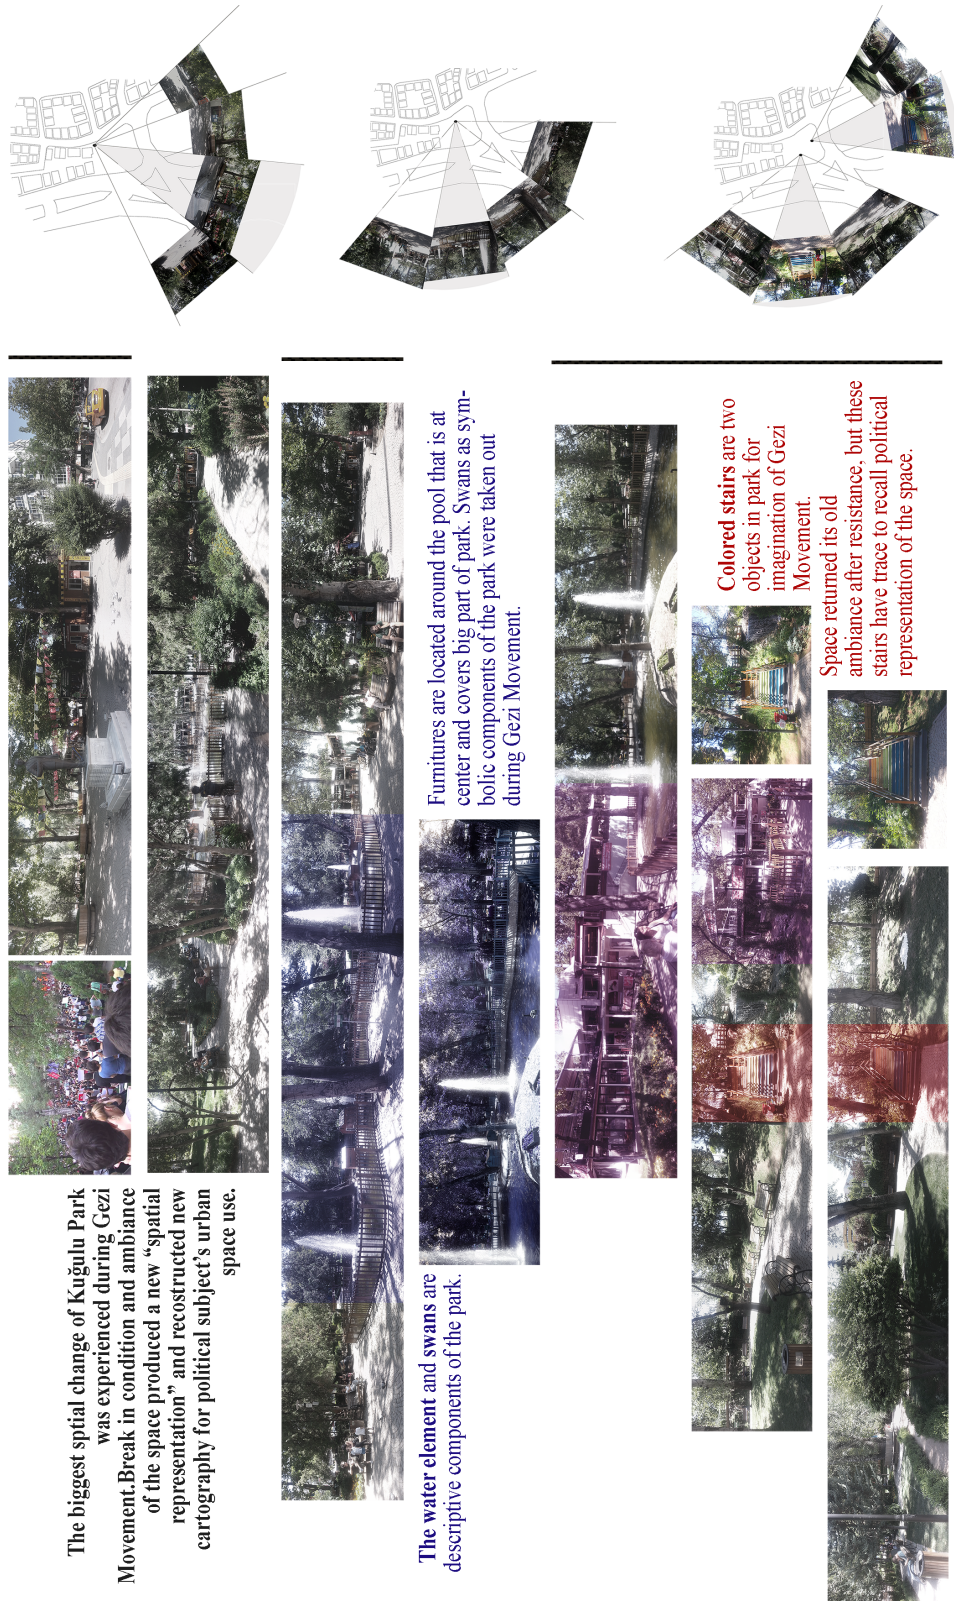 The biggest sptial change of Kuğulu Park
was experienced during Gezi
Movement.Break in condition and ambiance
of the space produced a new “spatial
representation” and recostructed new
cartography for political subject’s urban
space use.
The water element and swans are
descriptive components of the park.
Furnitures are located around the pool that is at
center and covers big part of park. Swans as sym-
bolic components of the park were taken out
during Gezi Movement.
Colored stairs are two
objects in park for
imagination of Gezi
Movement.
Space returned its old
ambiance after resistance, but these
stairs have trace to recall political
representation of the space.